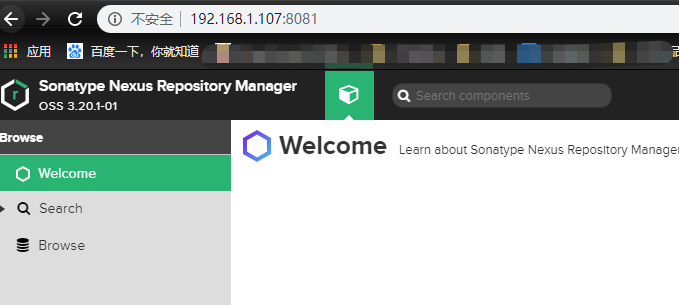 不安全 | 192.168.1.107:8081
应用 百度一下，你就知道
Sonatype Nexus Repository Manager
OSS 3.20.1-01
Search components
Browse
Welcome
Search
Browse
Welcome Learn about Sonatype Nexus Repository Manager